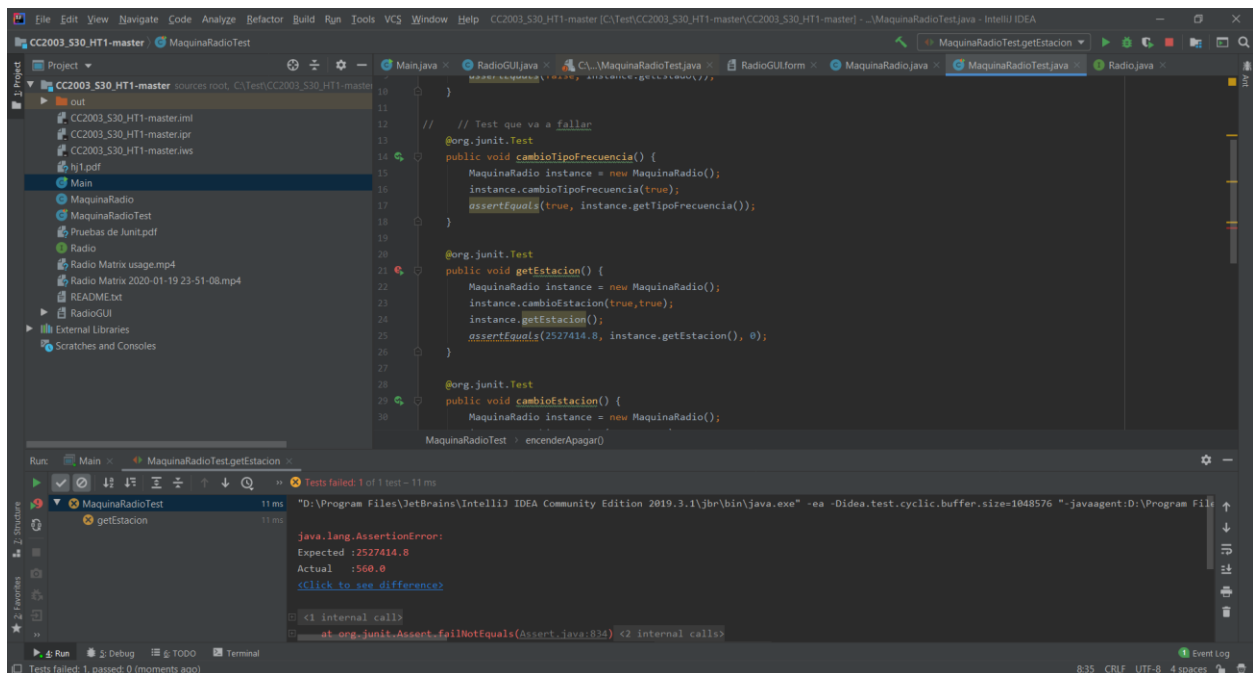 File Edit View Navigate Code Analyze Refactor Build Run Tools VCS Window Help CC2003_S30_HT1-master [C:\Test\CC2003_S30_HT1-master\CC2003_S30_HT1-master] - ...\MaquinaRadioTest.java - IntelliJ IDEA
CC2003_S30_HT1-master MaquinaRadioTest MaquinaRadioTest.getEstacion
Project Main.java RadioGUI.java C:\...\MaquinaRadioTest.java RadioGUI.form MaquinaRadio.java MaquinaRadioTest.java Radio.java
1: Project
Ant
CC2003_S30_HT1-master sources root, C:\Test\CC2003_S30_HT1-master
out
CC2003_S30_HT1-master.iml
CC2003_S30_HT1-master.ipr
CC2003_S30_HT1-master.iws
hj1.pdf
Main
MaquinaRadio
MaquinaRadioTest
Pruebas de Junit.pdf
Radio
Radio Matrix usage.mp4
Radio Matrix 2020-01-19 23-51-08.mp4
README.txt
RadioGUI
External Libraries
Scratches and Consoles
assertEquals(false, instance.getEstado());
10 }
11
12 // // Test que va a fallar
13 @org.junit.Test
14 public void cambioTipoFrecuencia() {
15 MaquinaRadio instance = new MaquinaRadio();
16 instance.cambioTipoFrecuencia(true);
17 assertEquals(true, instance.getTipoFrecuencia());
18 }
19
20 @org.junit.Test
21 public void getEstacion() {
22 MaquinaRadio instance = new MaquinaRadio();
23 instance.cambioEstacion(true,true);
24 instance.getEstacion();
25 assertEquals(2527414.8, instance.getEstacion(), 0);
26 }
27
28 @org.junit.Test
29 public void cambioEstacion() {
30 MaquinaRadio instance = new MaquinaRadio();
MaquinaRadioTest › encenderApagar()
Run: Main MaquinaRadioTest.getEstacion
Tests failed: 1 of 1 test – 11 ms
MaquinaRadioTest 11 ms
getEstacion 11 ms
"D:\Program Files\JetBrains\IntelliJ IDEA Community Edition 2019.3.1\jbr\bin\java.exe" -ea -Didea.test.cyclic.buffer.size=1048576 "-javaagent:D:\Program File
java.lang.AssertionError:
Expected :2527414.8
Actual :560.0
<Click to see difference>
<1 internal call>
at org.junit.Assert.failNotEquals(Assert.java:834) <2 internal calls>
Z: Structure
2: Favorites
4: Run 5: Debug 6: TODO Terminal 1 Event Log
Tests failed: 1, passed: 0 (moments ago) 8:35 CRLF UTF-8 4 spaces